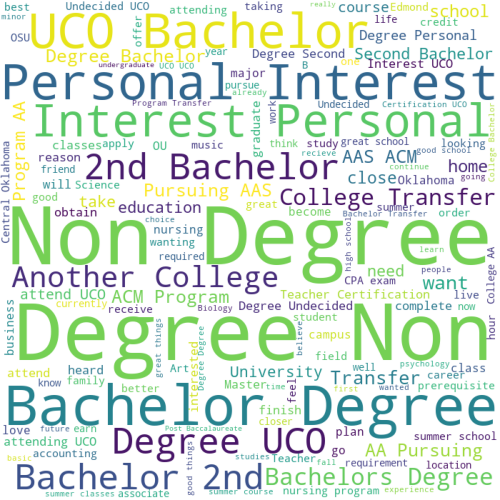 best Undecided UCO attending taking course Edmond school
minor UCO Bachelor offer life really credit
OSU Degree Bachelor year Degree Second Degree Personal Second Bachelor
undergraduate UCO UCO major B one Interest UCO
Personal Interest pursue already
Program Transfer Undecided Certification UCO
Interest Personal work
Program AA classes apply OU music graduate think study great school looking
reason 2nd Bachelor recieve AAS ACM good school College Bachelor
friend close continue home
Central Oklahoma will Science Pursuing AAS Oklahoma going
good take education great College Transfer
obtain become summer order
choice Bachelor Transfer
nursing
wanting
required
Non Degree
high school learn
Another College CPA exam people
need want
attend UCO ACM Program Teacher Certification
currently receive Biology Degree Undecided complete live now hour College AA
business Degree Non
student
great things Art Degree Degree believe campus
attend heard interested University field Transfer well class
know family better Master time feel career prerequisite
psychology
first wanted
Bachelor Degree
finish
closer
love future earn Post Baccalaureate
attending UCO Degree UCO go plan AA Pursuing summer school
accounting good things studies Teacher fall requirement location
basic Bachelor 2nd Bachelors Degree
summer classes associate summer course nursing program experience